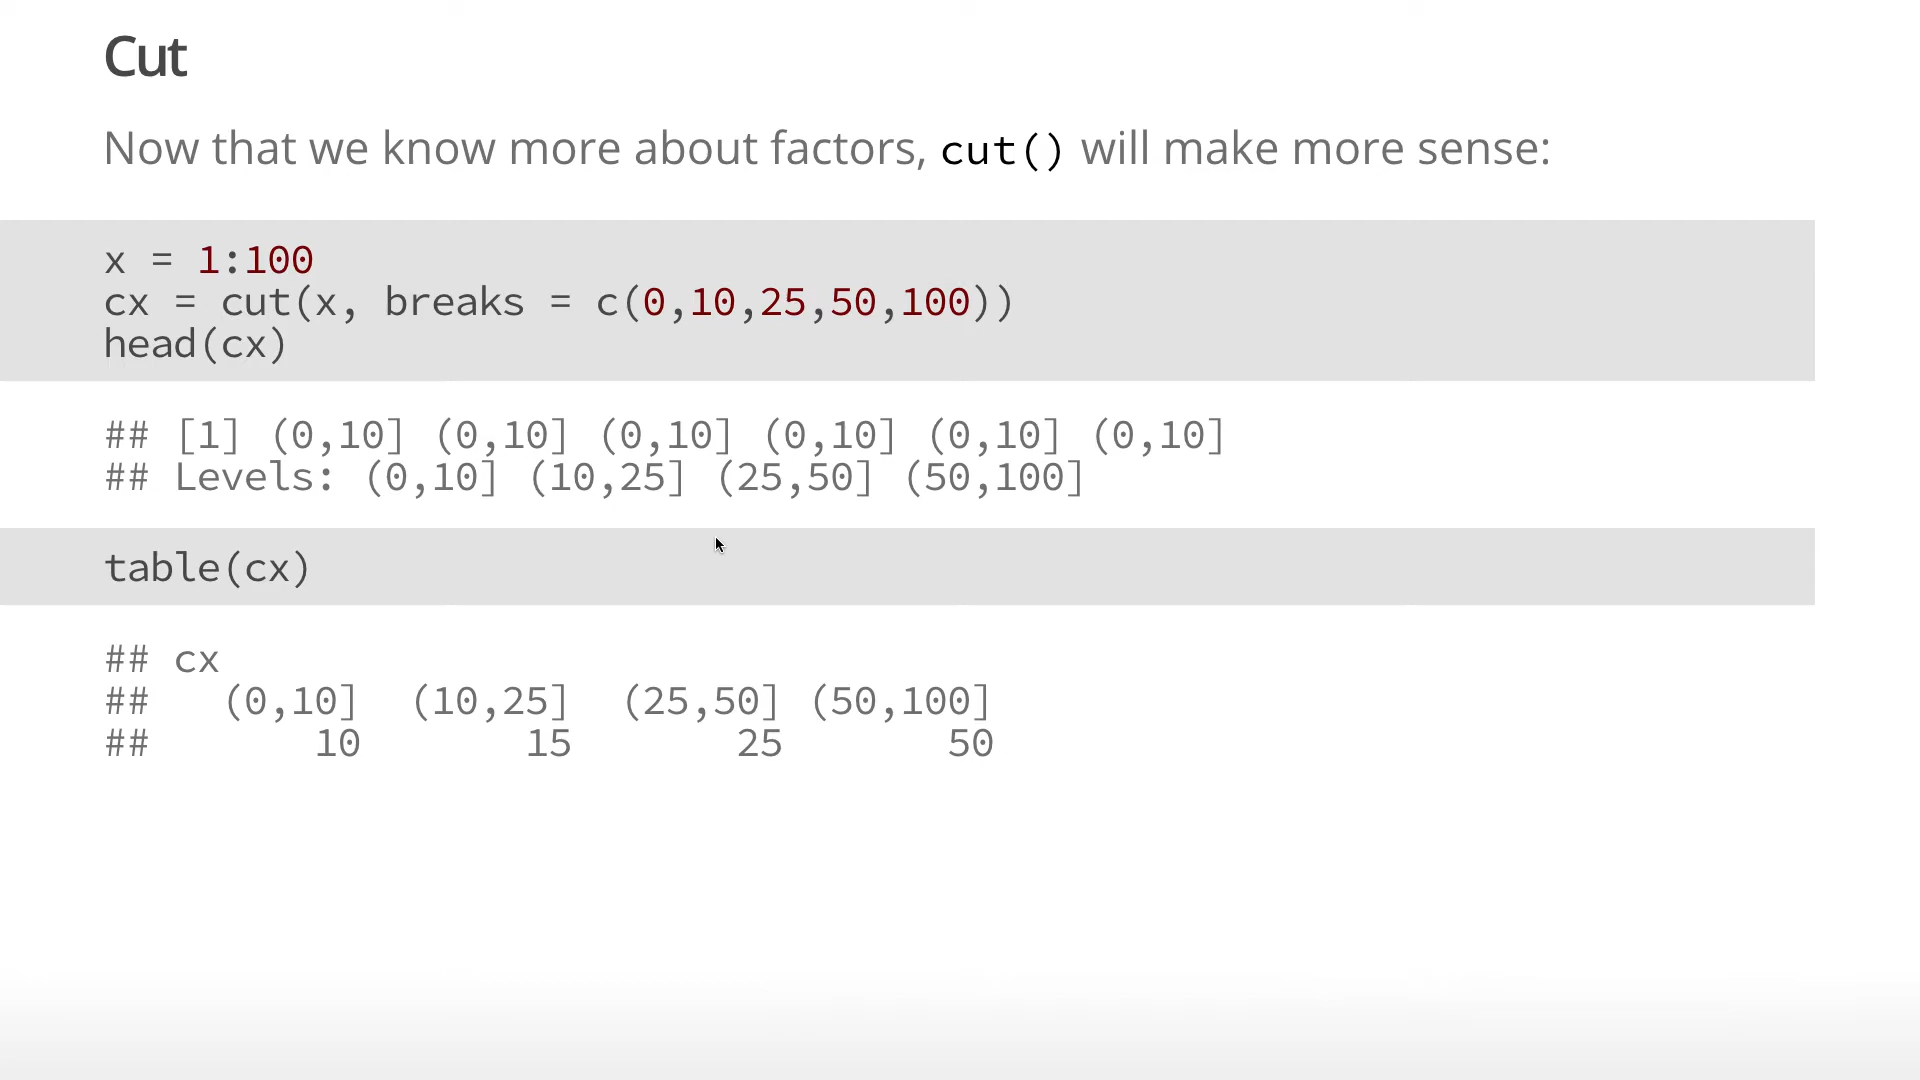 Cut
Now that we know more about factors, cut() will make more sense:
x = 1:100
cx = cut(x, breaks = c(0,10,25,50,100))
head(cx)
## [1] (0,10] (0,10] (0,10] (0,10] (0,10] (0,10]
## Levels: (0,10] (10,25] (25,50] (50,100]
table(cx)
## cx
##   (0,10]  (10,25]  (25,50] (50,100]
##       10       15       25       50